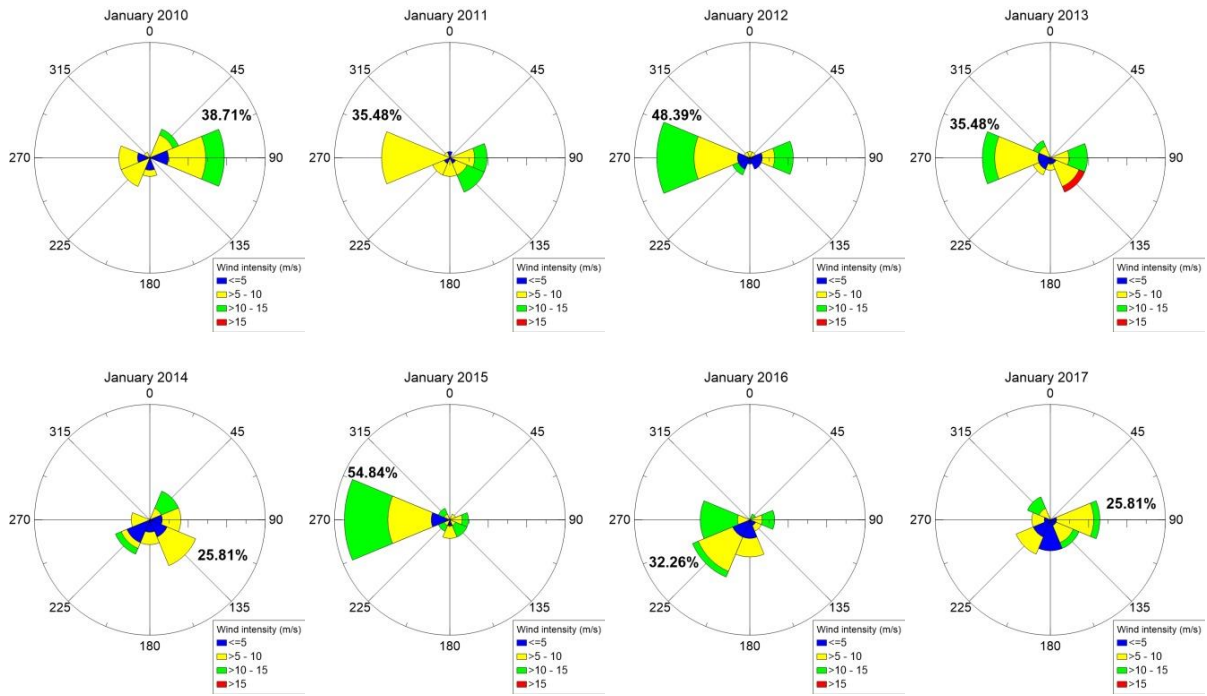 January 2010
0
315
45
38.71%
270
90
225
135
180
Wind intensity (m/s)
<=5
>5 - 10
>10 - 15
>15
January 2011
0
315
45
35.48%
270
90
225
135
180
Wind intensity (m/s)
<=5
>5 - 10
>10 - 15
>15
January 2012
0
315
45
48.39%
270
90
225
135
180
Wind intensity (m/s)
<=5
>5 - 10
>10 - 15
>15
January 2013
0
315
45
35.48%
270
90
225
135
180
Wind intensity (m/s)
<=5
>5 - 10
>10 - 15
>15
January 2014
0
315
45
270
90
25.81%
225
135
180
Wind intensity (m/s)
<=5
>5 - 10
>10 - 15
>15
January 2015
0
315
45
54.84%
270
90
225
135
180
Wind intensity (m/s)
<=5
>5 - 10
>10 - 15
>15
January 2016
0
315
45
270
90
32.26%
225
135
180
Wind intensity (m/s)
<=5
>5 - 10
>10 - 15
>15
January 2017
0
315
45
25.81%
270
90
225
135
180
Wind intensity (m/s)
<=5
>5 - 10
>10 - 15
>15